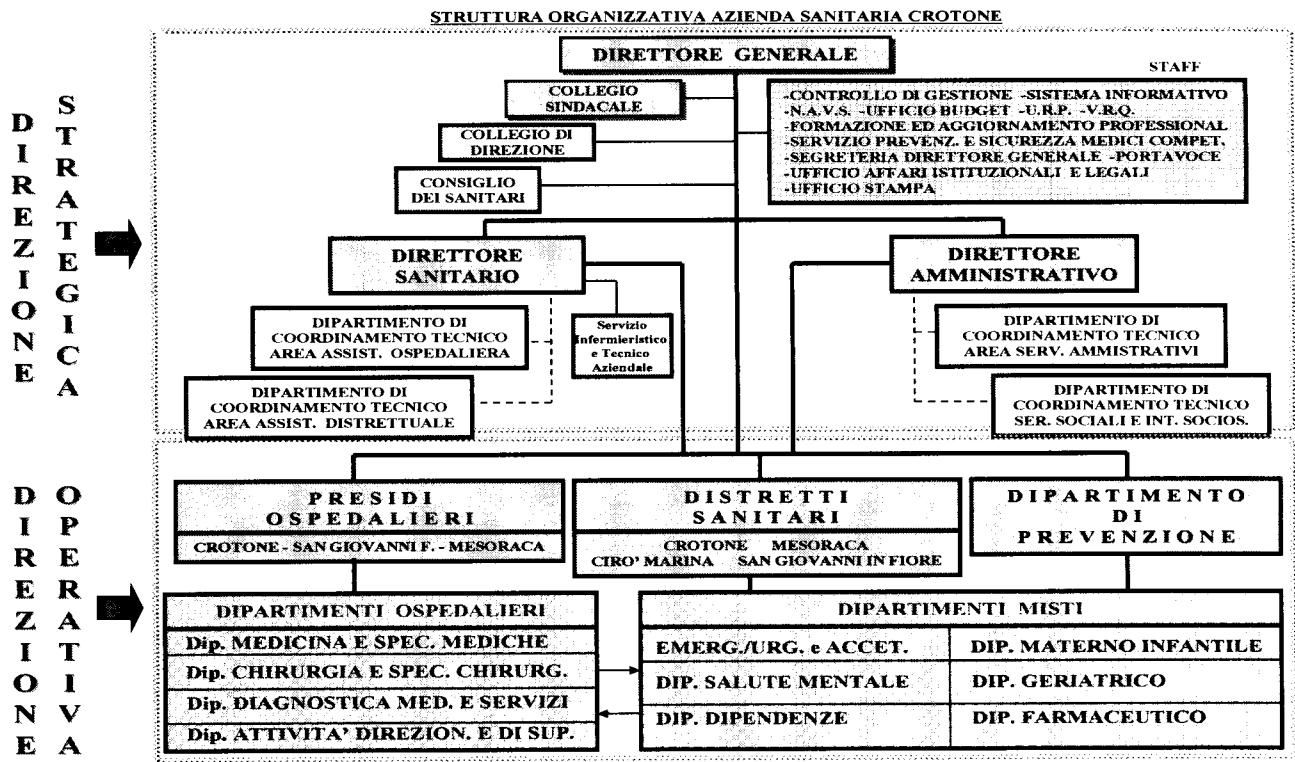 STRUTTURA ORGANIZZATIVA AZIENDA SANITARIA CROTONE
DIREZIONE
STRATEGICA
DIRETTORE GENERALE
COLLEGIO
SINDACALE
COLLEGIO DI
DIREZIONE
CONSIGLIO
DEI SANITARI
STAFF
-CONTROLLO DI GESTIONE -SISTEMA INFORMATIVO
-N.A.V.S. -UFFICIO BUDGET -U.R.P. -V.R.Q.
-FORMAZIONE ED AGGIORNAMENTO PROFESSIONAL
-SERVIZIO PREVENZ. E SICUREZZA MEDICI COMPET.
-SEGRETERIA DIRETTORE GENERALE -PORTAVOCE
-UFFICIO AFFARI ISTITUZIONALI E LEGALI
-UFFICIO STAMPA
DIRETTORE
SANITARIO
DIRETTORE
AMMINISTRATIVO
DIPARTIMENTO DI
COORDINAMENTO TECNICO
AREA ASSIST. OSPEDALIERA
Servizio
Infermieristico
e Tecnico
Aziendale
DIPARTIMENTO DI
COORDINAMENTO TECNICO
AREA SERV. AMMISTRATIVI
DIPARTIMENTO DI
COORDINAMENTO TECNICO
AREA ASSIST. DISTRETTUALE
DIPARTIMENTO DI
COORDINAMENTO TECNICO
SER. SOCIALI E INT. SOCIOS.
DIREZIONE
OPERATIVA
PRESIDI
OSPEDALIERI
CROTONE - SAN GIOVANNI F. - MESORACA
DISTRETTI
SANITARI
CROTONE MESORACA
CIRO' MARINA SAN GIOVANNI IN FIORE
DIPARTIMENTO
DI
PREVENZIONE
DIPARTIMENTI OSPEDALIERI
Dip. MEDICINA E SPEC. MEDICHE
Dip. CHIRURGIA E SPEC. CHIRURG.
Dip. DIAGNOSTICA MED. E SERVIZI
Dip. ATTIVITA' DIREZION. E DI SUP.
DIPARTIMENTI MISTI
EMERG./URG. e ACCET.
DIP. MATERNO INFANTILE
DIP. SALUTE MENTALE
DIP. GERIATRICO
DIP. DIPENDENZE
DIP. FARMACEUTICO